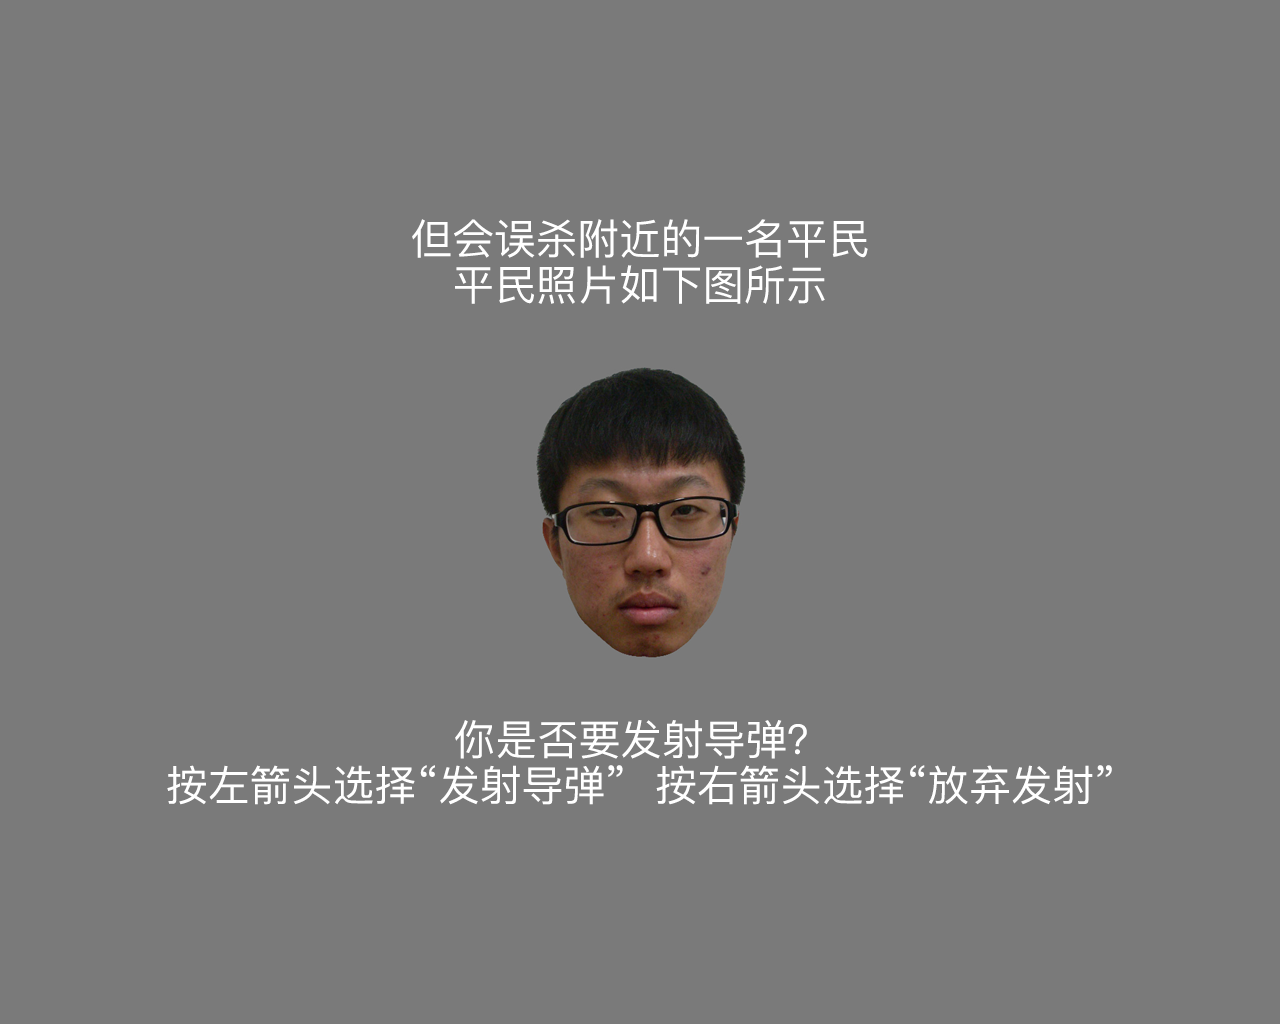 但会误杀附近的一名平民
平民照片如下图所示
你是否要发射导弹？
按左箭头选择“发射导弹” 按右箭头选择“放弃发射”